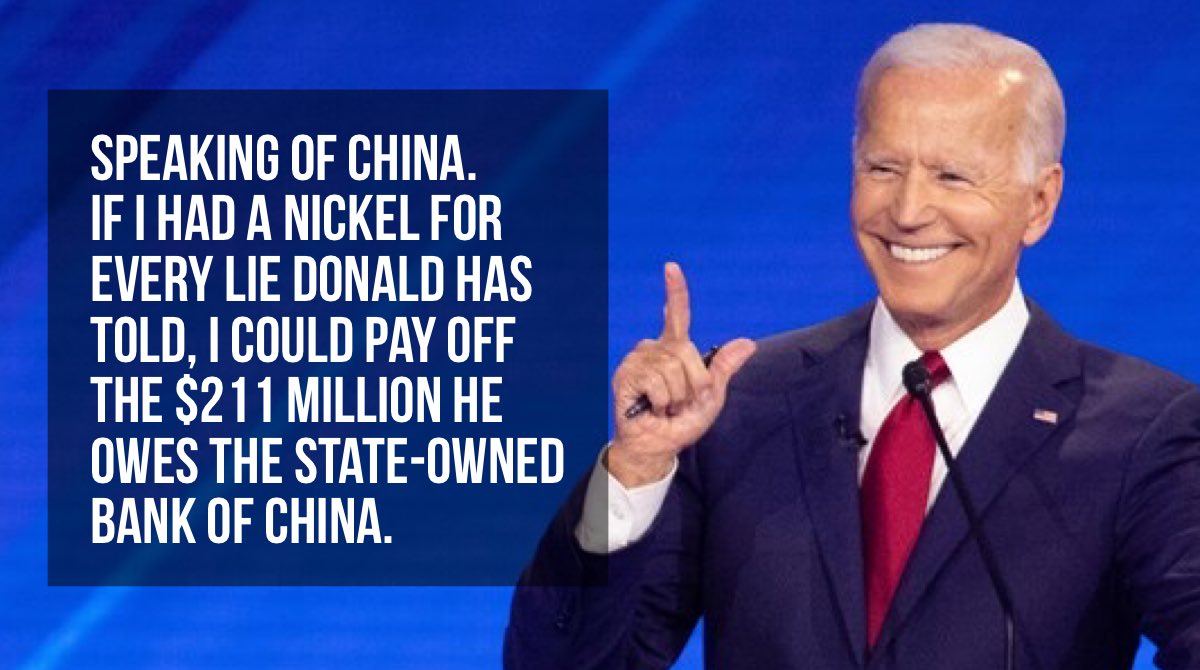 SPEAKING OF CHINA.
IF I HAD A NICKEL FOR
EVERY LIE DONALD HAS
TOLD, I COULD PAY OFF
THE $211 MILLION HE
OWES THE STATE-OWNED
BANK OF CHINA.